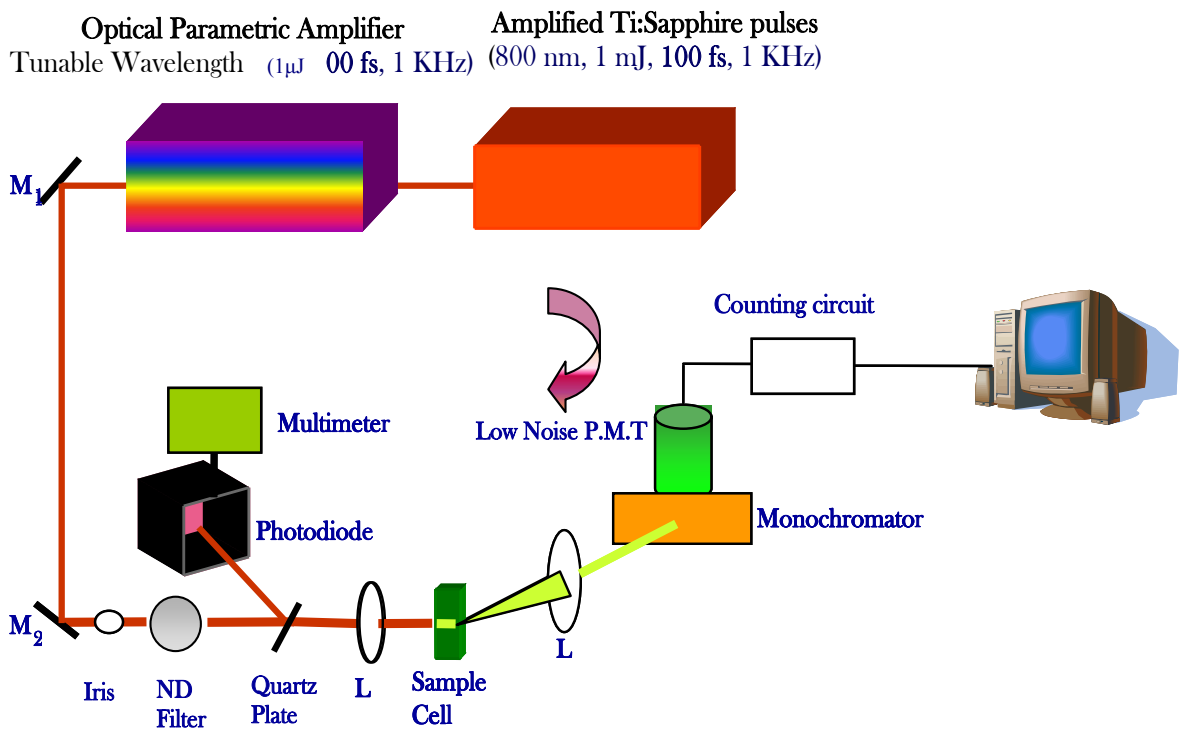 Optical Parametric Amplifier
Tunable Wavelength (1μJ 00 fs, 1 KHz)
Amplified Ti:Sapphire pulses
(800 nm, 1 mJ, 100 fs, 1 KHz)
M1
Counting circuit
Multimeter
Low Noise P.M.T
Photodiode
Monochromator
M2
L
Iris
ND
Filter
Quartz
Plate
L
Sample
Cell